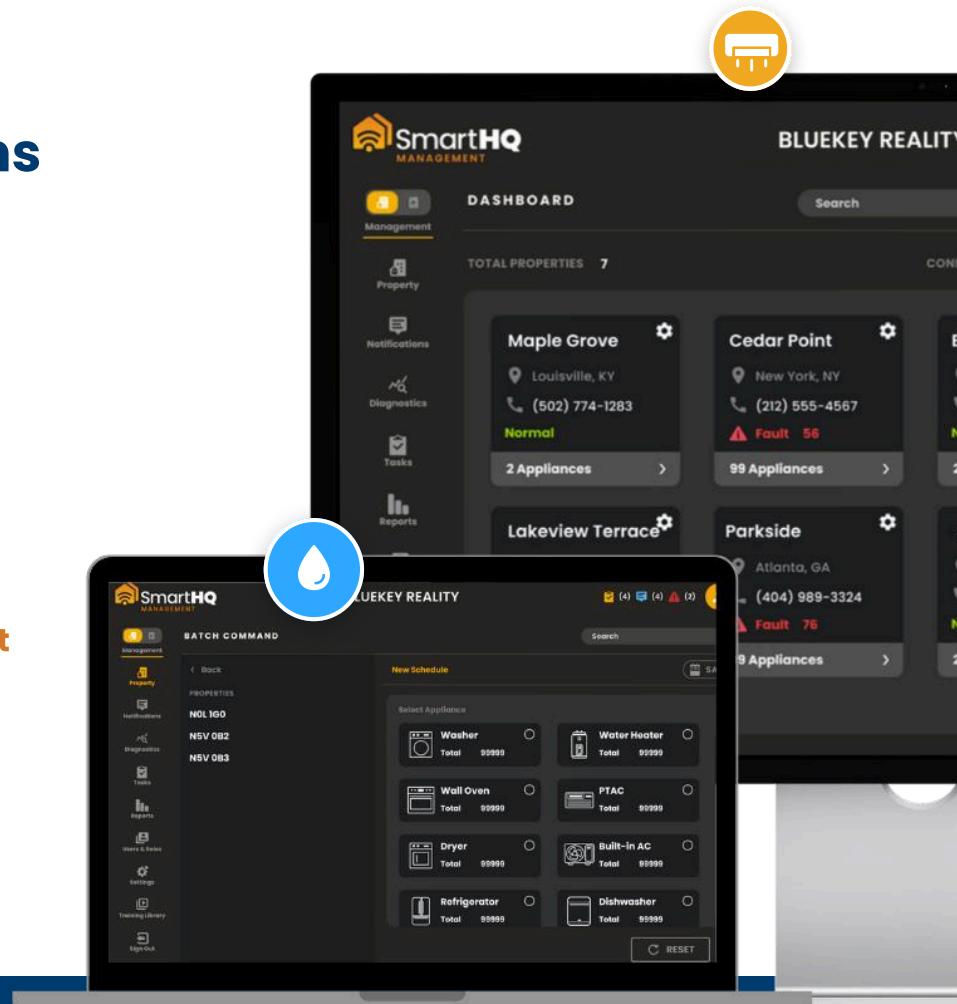 ns
SmartHQ
MANAGEMENT
BLUEKEY REALITY
Management
DASHBOARD
Search
TOTAL PROPERTIES 7
CON
Property
Notifications
Diagnostics
Tasks
Reports
Maple Grove
Louisville, KY
(502) 774-1283
Normal
2 Appliances
Cedar Point
New York, NY
(212) 555-4567
Fault 56
99 Appliances
Lakeview Terrace
Parkside
Atlanta, GA
(404) 989-3324
Fault 76
9 Appliances
t
SmartHQ
MANAGEMENT
LUEKEY REALITY
(4) (4) (2)
Management
BATCH COMMAND
Search
Property
Notifications
Diagnostics
Tasks
Reports
Users & Roles
Settings
Training Library
Sign Out
Back
PROPERTIES
N0L 1G0
N5V 0B2
N5V 0B3
New Schedule
SA
Select Appliance
Washer
Total 99999
Water Heater
Total 99999
Wall Oven
Total 99999
PTAC
Total 99999
Dryer
Total 99999
Built-in AC
Total 99999
Refrigerator
Total 99999
Dishwasher
Total 99999
RESET